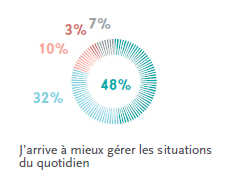 3% 7%
10%
48%
32%
J'arrive à mieux gérer les situations
du quotidien